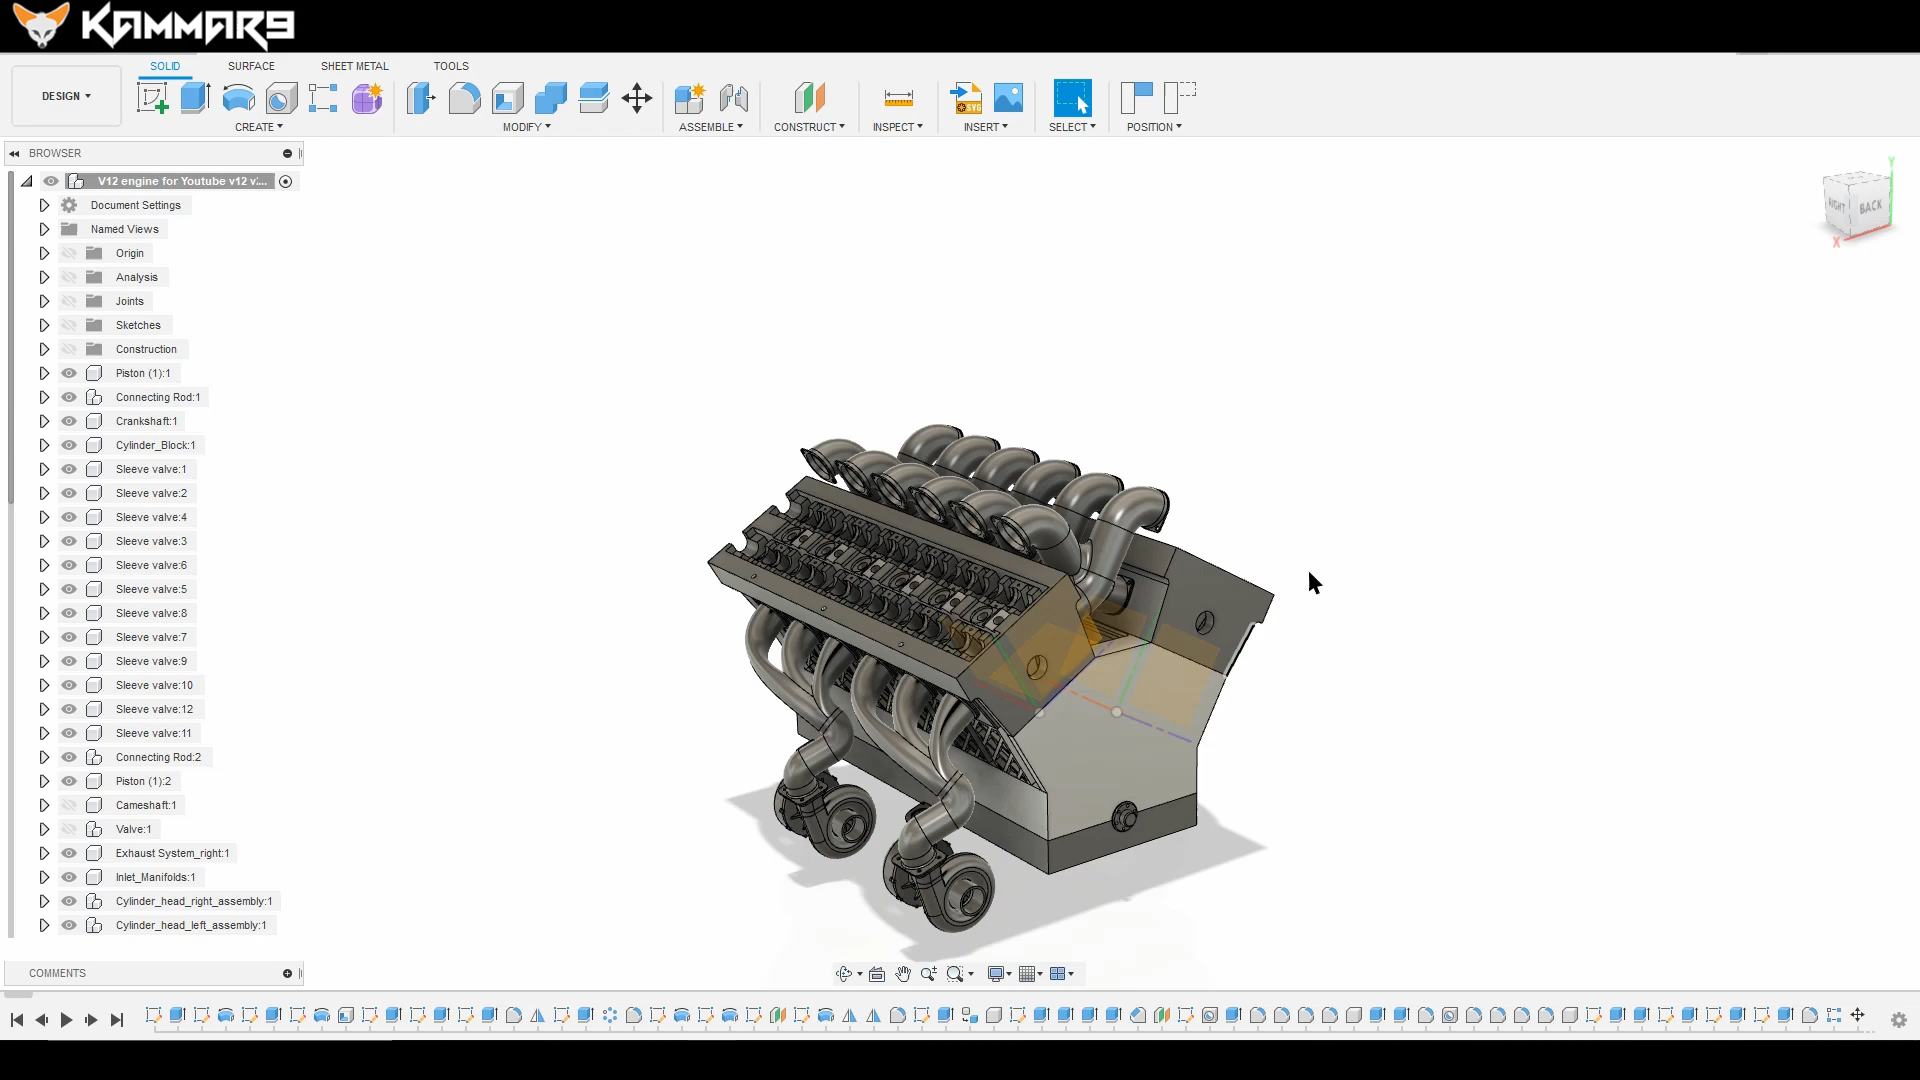 KAMMAR9
SOLID SURFACE SHEET METAL TOOLS
DESIGN
SVG
CREATE MODIFY ASSEMBLE CONSTRUCT INSPECT INSERT SELECT POSITION
BROWSER
V12 engine for Youtube v12 v:...
Document Settings
Named Views
Origin
Analysis
Joints
Sketches
Construction
Piston (1):1
Connecting Rod:1
Crankshaft:1
Cylinder_Block:1
Sleeve valve:1
Sleeve valve:2
Sleeve valve:4
Sleeve valve:3
Sleeve valve:6
Sleeve valve:5
Sleeve valve:8
Sleeve valve:7
Sleeve valve:9
Sleeve valve:10
Sleeve valve:12
Sleeve valve:11
Connecting Rod:2
Piston (1):2
Cameshaft:1
Valve:1
Exhaust System_right:1
Inlet_Manifolds:1
Cylinder_head_right_assembly:1
Cylinder_head_left_assembly:1
COMMENTS
Y
RIGHT BACK
X